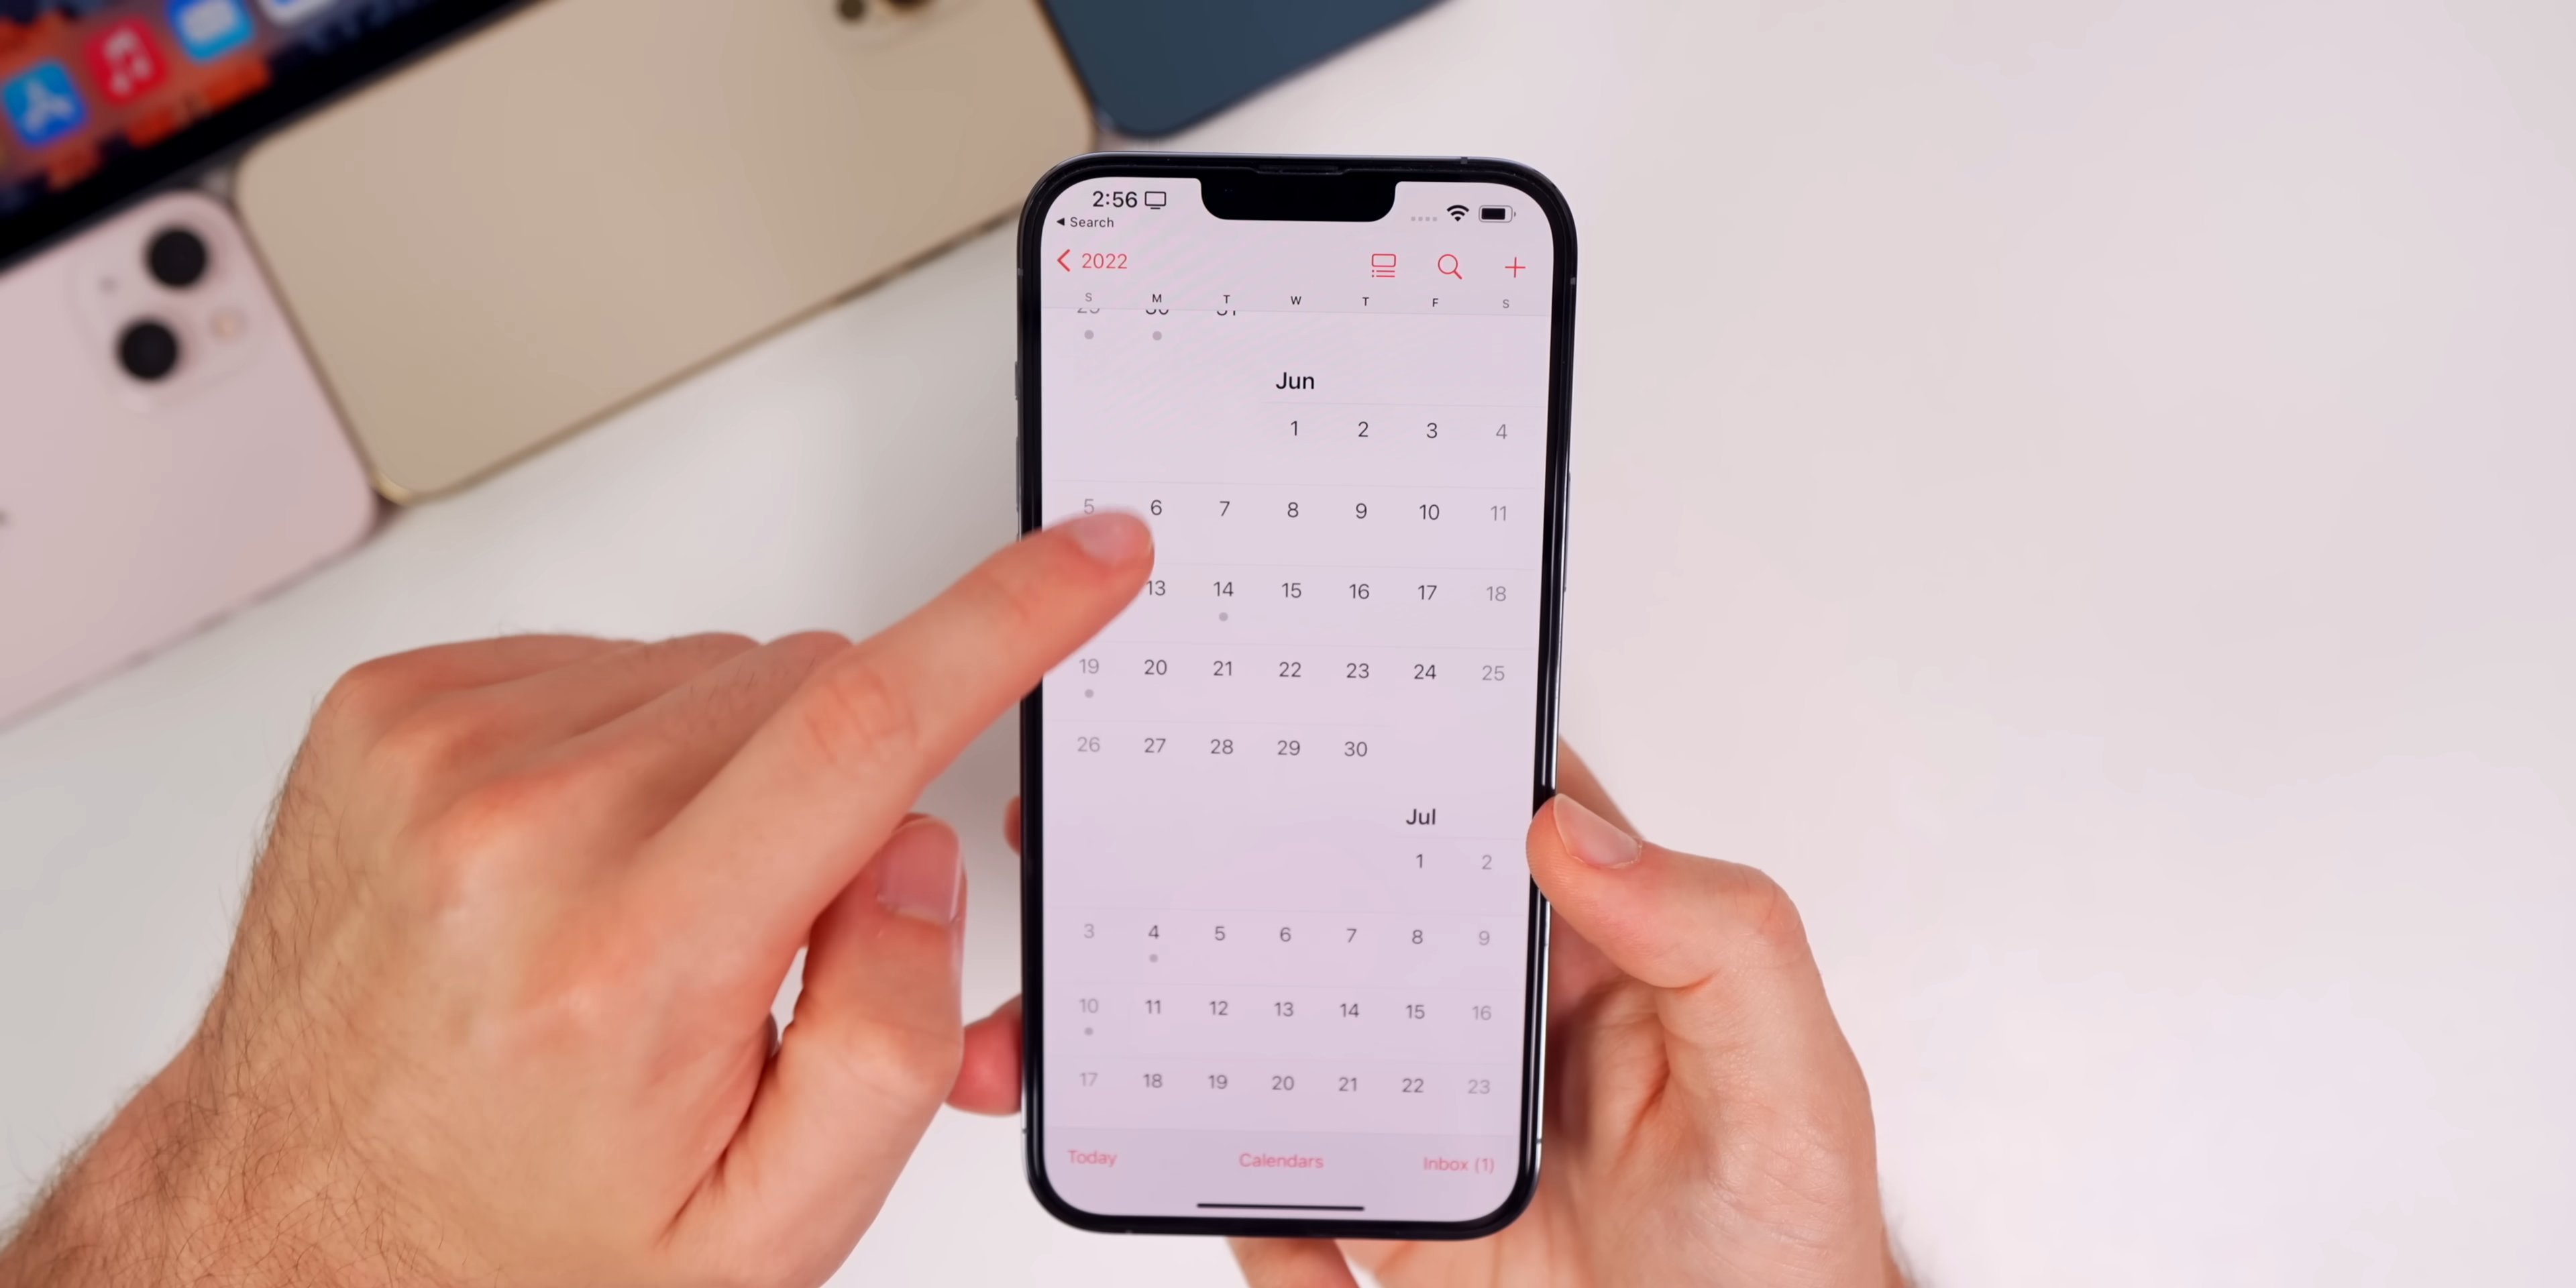 2:56
◀ Search
2022
S M T W T F S
29 30 31
Jun
1 2 3 4
5 6 7 8 9 10 11
13 14 15 16 17 18
19 20 21 22 23 24 25
26 27 28 29 30
Jul
1 2
3 4 5 6 7 8 9
10 11 12 13 14 15 16
17 18 19 20 21 22 23
Today Calendars Inbox (1)